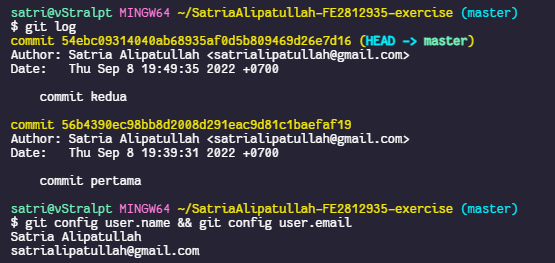 satri@vStralpt MINGW64 ~/SatriaAlipatullah-FE2812935-exercise (master)
$ git log
commit 54ebc09314040ab68935af0d5b809469d26e7d16 (HEAD -> master)
Author: Satria Alipatullah <satrialipatullah@gmail.com>
Date:   Thu Sep 8 19:49:35 2022 +0700
    commit kedua
commit 56b4390ec98bb8d2008d291eac9d81c1baefaf19
Author: Satria Alipatullah <satrialipatullah@gmail.com>
Date:   Thu Sep 8 19:39:31 2022 +0700
    commit pertama
satri@vStralpt MINGW64 ~/SatriaAlipatullah-FE2812935-exercise (master)
$ git config user.name && git config user.email
Satria Alipatullah
satrialipatullah@gmail.com